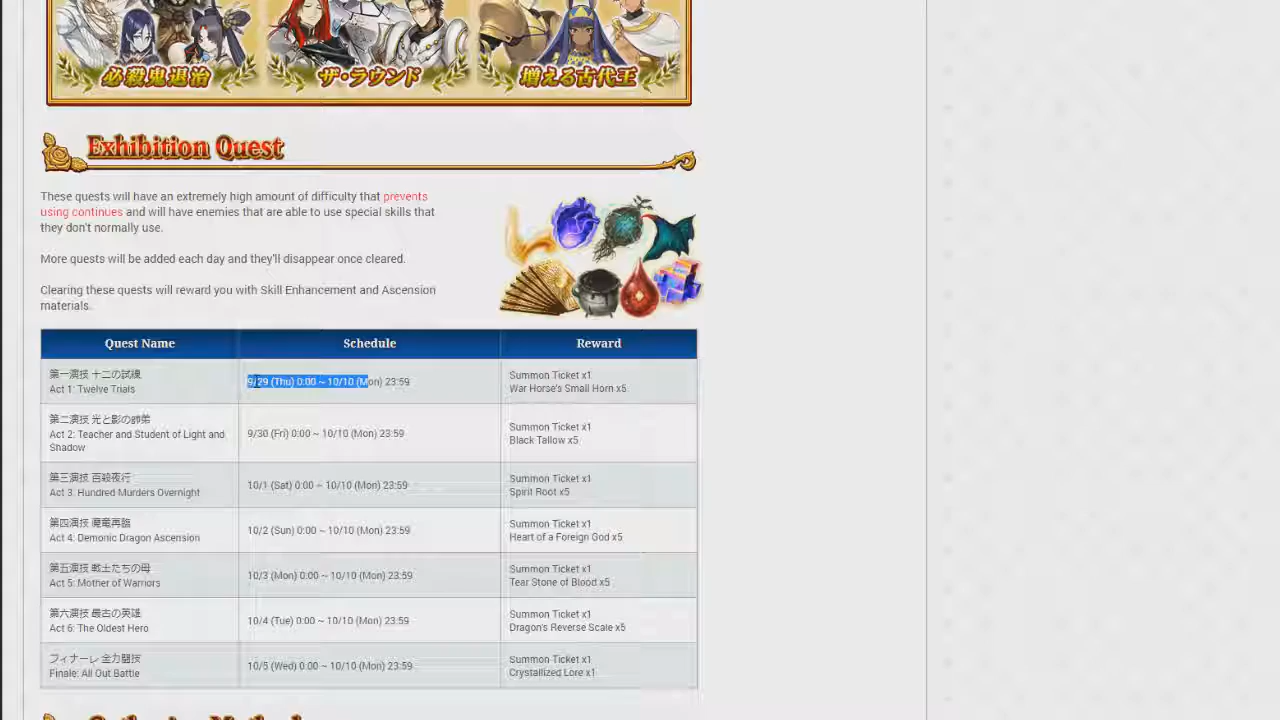 必殺鬼退治
ザ・ラウンド
増える古代王
Exhibition Quest
These quests will have an extremely high amount of difficulty that prevents
using continues and will have enemies that are able to use special skills that
they don't normally use.
More quests will be added each day and they'll disappear once cleared.
Clearing these quests will reward you with Skill Enhancement and Ascension
materials.
Quest Name
Schedule
Reward
第一演技 十二の試練
Act 1: Twelve Trials
9/29 (Thu) 0:00 ~ 10/10 (Mon) 23:59
Summon Ticket x1
War Horse's Small Horn x5
第二演技 光と影の師弟
Act 2: Teacher and Student of Light and
Shadow
9/30 (Fri) 0:00 ~ 10/10 (Mon) 23:59
Summon Ticket x1
Black Tallow x5
第三演技 百殺夜行
Act 3: Hundred Murders Overnight
10/1 (Sat) 0:00 ~ 10/10 (Mon) 23:59
Summon Ticket x1
Spirit Root x5
第四演技 魔竜再臨
Act 4: Demonic Dragon Ascension
10/2 (Sun) 0:00 ~ 10/10 (Mon) 23:59
Summon Ticket x1
Heart of a Foreign God x5
第五演技 戦士たちの母
Act 5: Mother of Warriors
10/3 (Mon) 0:00 ~ 10/10 (Mon) 23:59
Summon Ticket x1
Tear Stone of Blood x5
第六演技 最古の英雄
Act 6: The Oldest Hero
10/4 (Tue) 0:00 ~ 10/10 (Mon) 23:59
Summon Ticket x1
Dragon's Reverse Scale x5
フィナーレ 全力闘技
Finale: All Out Battle
10/5 (Wed) 0:00 ~ 10/10 (Mon) 23:59
Summon Ticket x1
Crystallized Lore x1